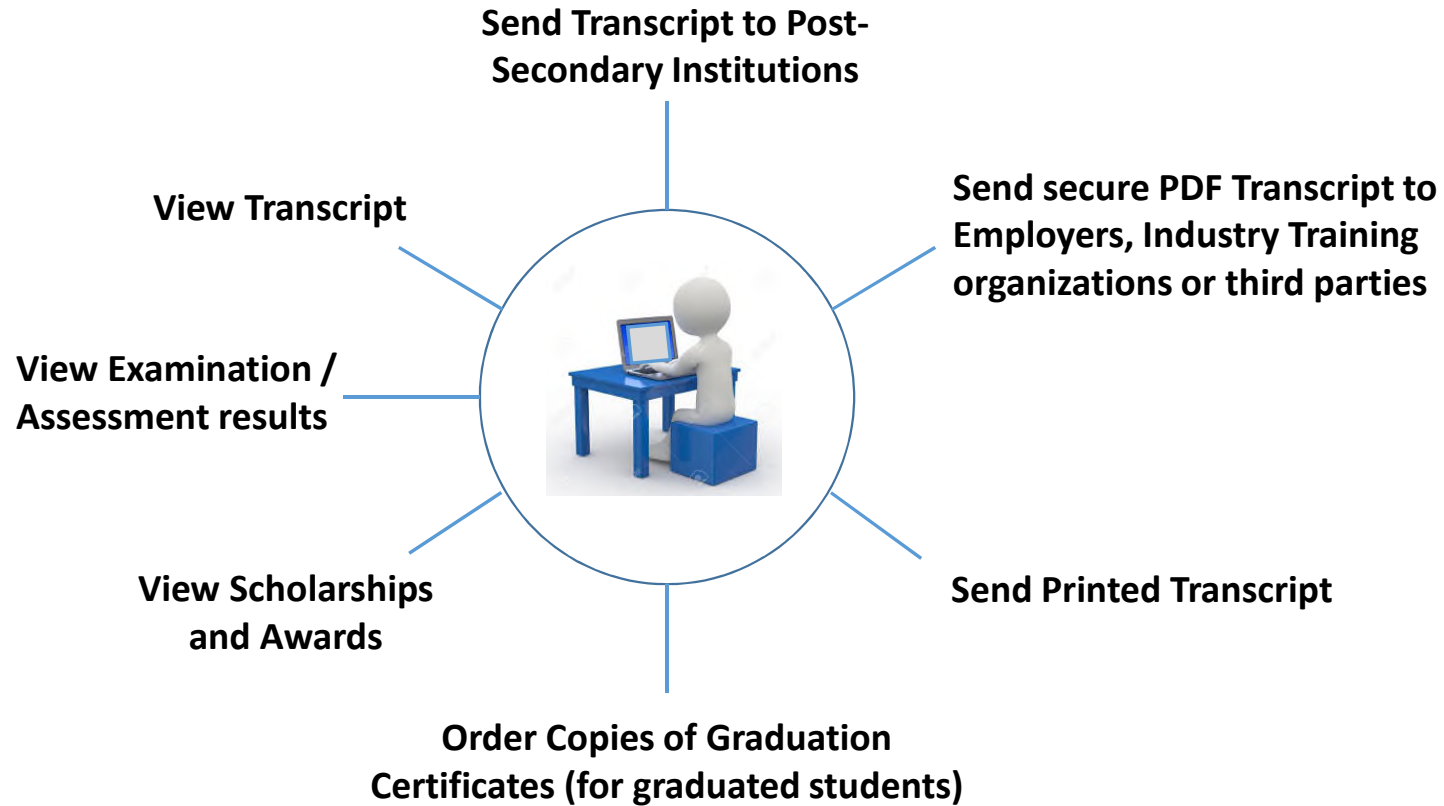 Send Transcript to Post-
Secondary Institutions
View Transcript
Send secure PDF Transcript to
Employers, Industry Training
organizations or third parties
View Examination /
Assessment results
View Scholarships
and Awards
Send Printed Transcript
Order Copies of Graduation
Certificates (for graduated students)